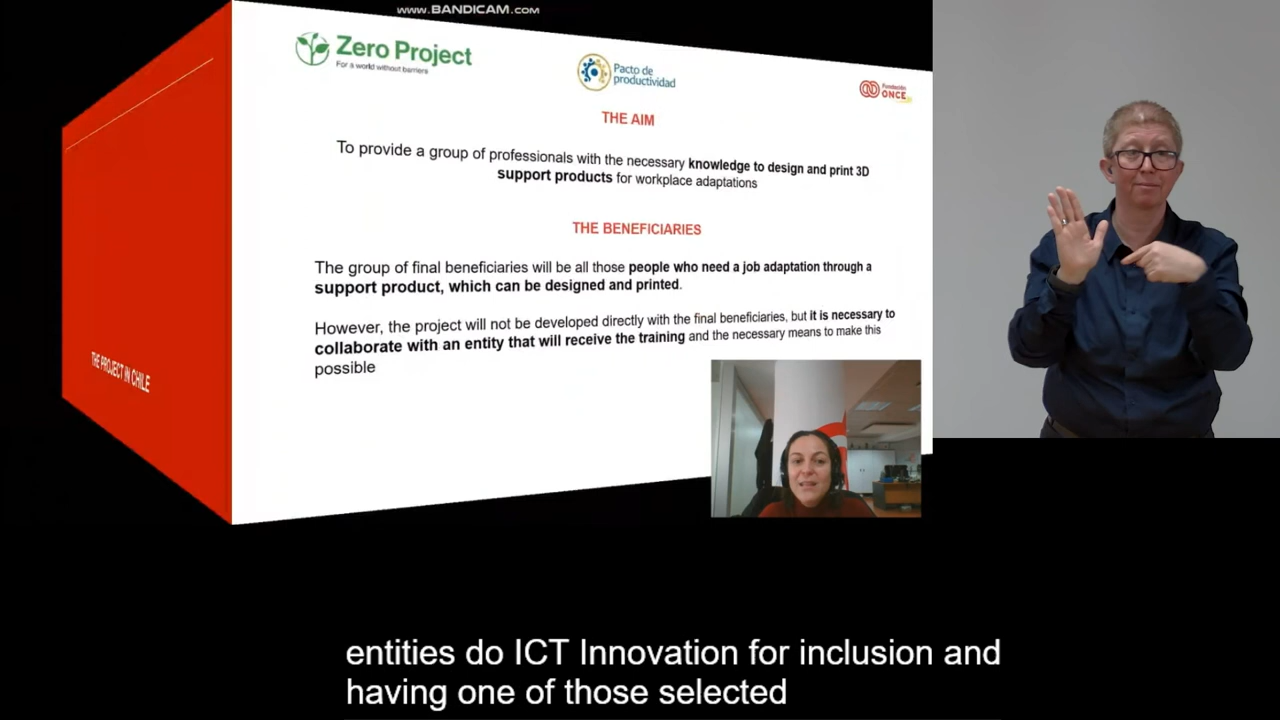 WWW.BANDICAM.COM
Zero Project
For a world without barriers
Pacto de
productividad
Fundación
ONCE
THE AIM
To provide a group of professionals with the necessary knowledge to design and print 3D
support products for workplace adaptations
THE BENEFICIARIES
The group of final beneficiaries will be all those people who need a job adaptation through a
support product, which can be designed and printed.
However, the project will not be developed directly with the final beneficiaries, but it is necessary to
collaborate with an entity that will receive the training and the necessary means to make this
possible
THE PROJECT IN CHILE
entities do ICT Innovation for inclusion and
having one of those selected